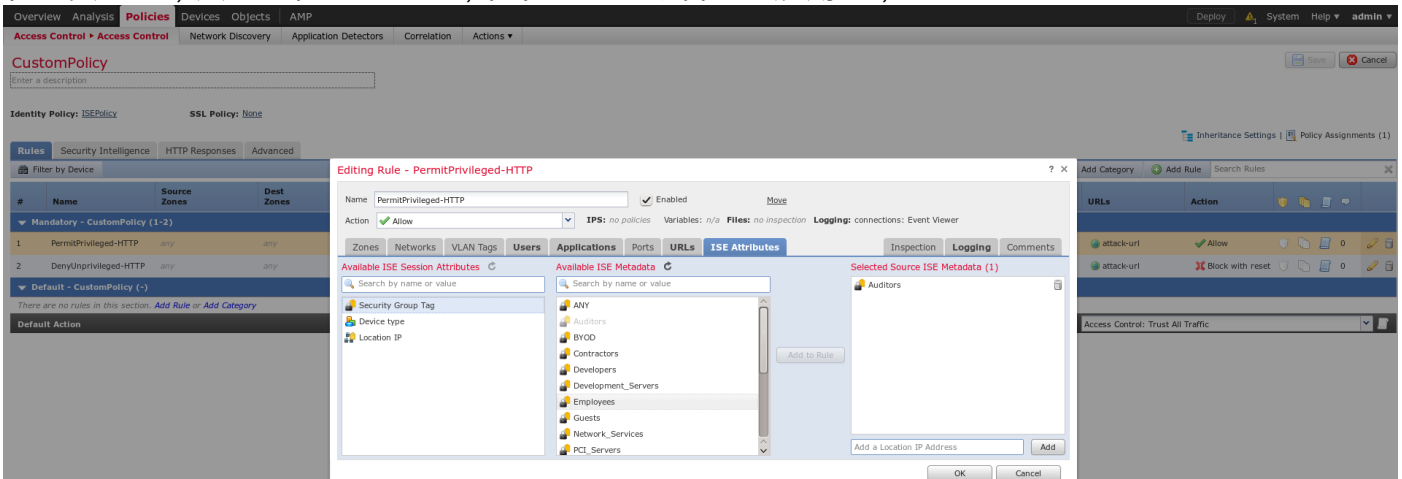 Overview Analysis Policies Devices Objects AMP Deploy 1 System Help ▾ admin ▾
Access Control ▸ Access Control Network Discovery Application Detectors Correlation Actions ▾
CustomPolicy
Save Cancel
Enter a description
Identity Policy: ISEPolicy SSL Policy: None
Inheritance Settings | Policy Assignments (1)
Rules Security Intelligence HTTP Responses Advanced
Filter by Device
Add Category Add Rule Search Rules
# Name Source Zones Dest Zones
URLs Action
Mandatory - CustomPolicy (1-2)
1 PermitPrivileged-HTTP any any
attack-url Allow 0
2 DenyUnprivileged-HTTP any any
attack-url Block with reset 0
Default - CustomPolicy (-)
There are no rules in this section. Add Rule or Add Category
Default Action
Access Control: Trust All Traffic
Editing Rule - PermitPrivileged-HTTP ? ×
Name PermitPrivileged-HTTP Enabled Move
Action Allow IPS: no policies Variables: n/a Files: no inspection Logging: connections: Event Viewer
Zones Networks VLAN Tags Users Applications Ports URLs ISE Attributes Inspection Logging Comments
Available ISE Session Attributes
Search by name or value
Security Group Tag
Device type
Location IP
Available ISE Metadata
Search by name or value
ANY
Auditors
BYOD
Contractors
Developers
Development_Servers
Employees
Guests
Network_Services
PCI_Servers
Add to Rule
Selected Source ISE Metadata (1)
Auditors
Add a Location IP Address Add
OK Cancel